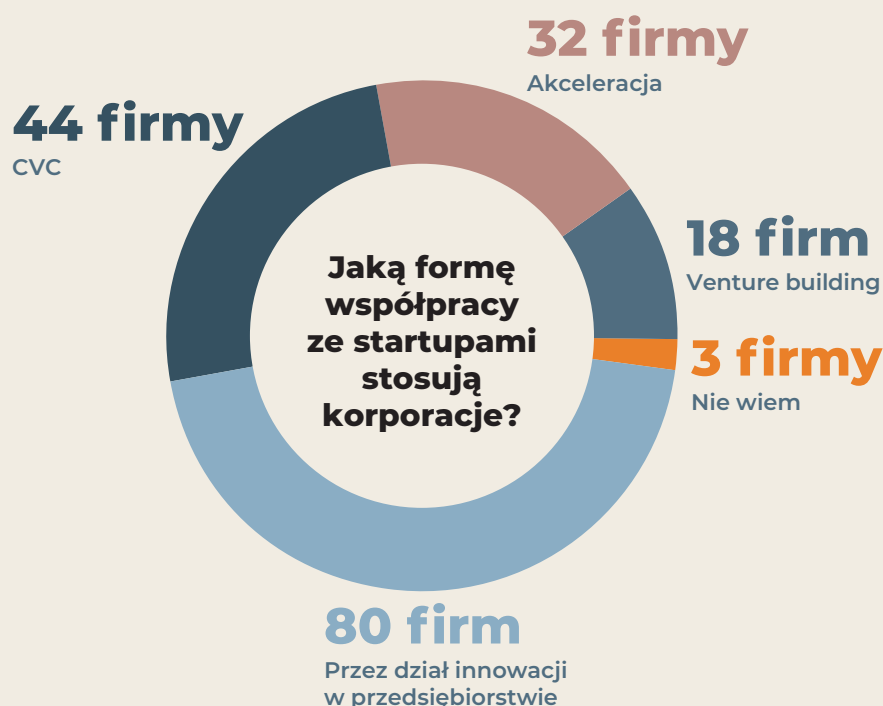 32 firmy
Akceleracja
44 firmy
CVC
18 firm
Venture building
Jaką formę
współpracy
ze startupami
stosują
korporacje?
3 firmy
Nie wiem
80 firm
Przez dział innowacji
w przedsiębiorstwie